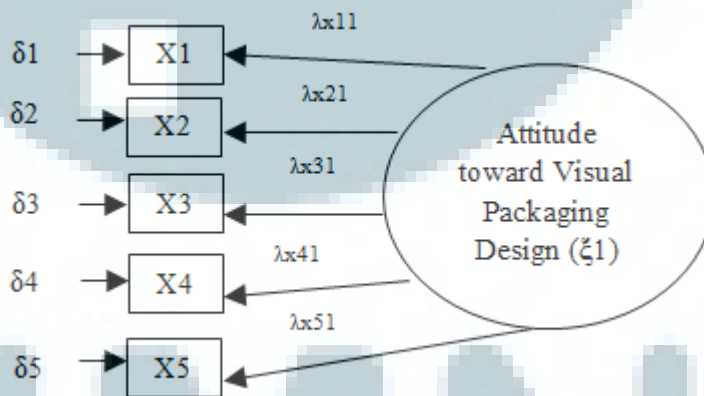 λx11
δ1 X1
λx21
δ2 X2
Attitude
toward Visual
Packaging
Design (ξ1)
λx31
δ3 X3
λx41
δ4 X4
λx51
δ5 X5